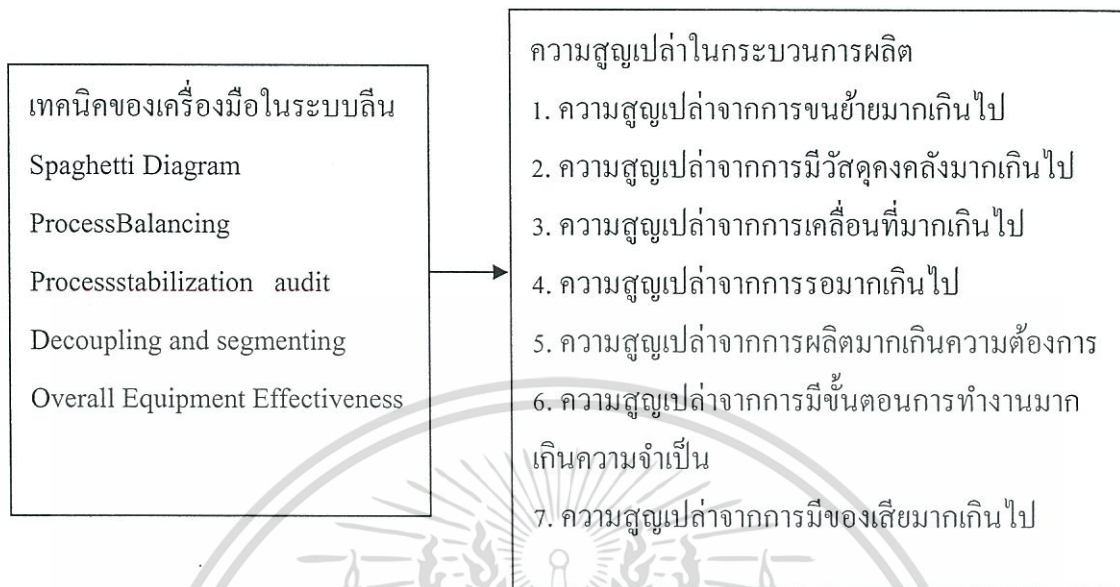 เทคนิคของเครื่องมือในระบบลีน
Spaghetti Diagram
ProcessBalancing
Processstabilization audit
Decoupling and segmenting
Overall Equipment Effectiveness
ความสูญเปล่าในกระบวนการผลิต
1. ความสูญเปล่าจากการขนย้ายมากเกินไป
2. ความสูญเปล่าจากการมีวัสดุคงคลังมากเกินไป
3. ความสูญเปล่าจากการเคลื่อนที่มากเกินไป
4. ความสูญเปล่าจากการรอมากเกินไป
5. ความสูญเปล่าจากการผลิตมากเกินความต้องการ
6. ความสูญเปล่าจากการมีขั้นตอนการทำงานมาก
เกินความจำเป็น
7. ความสูญเปล่าจากการมีของเสียมากเกินไป